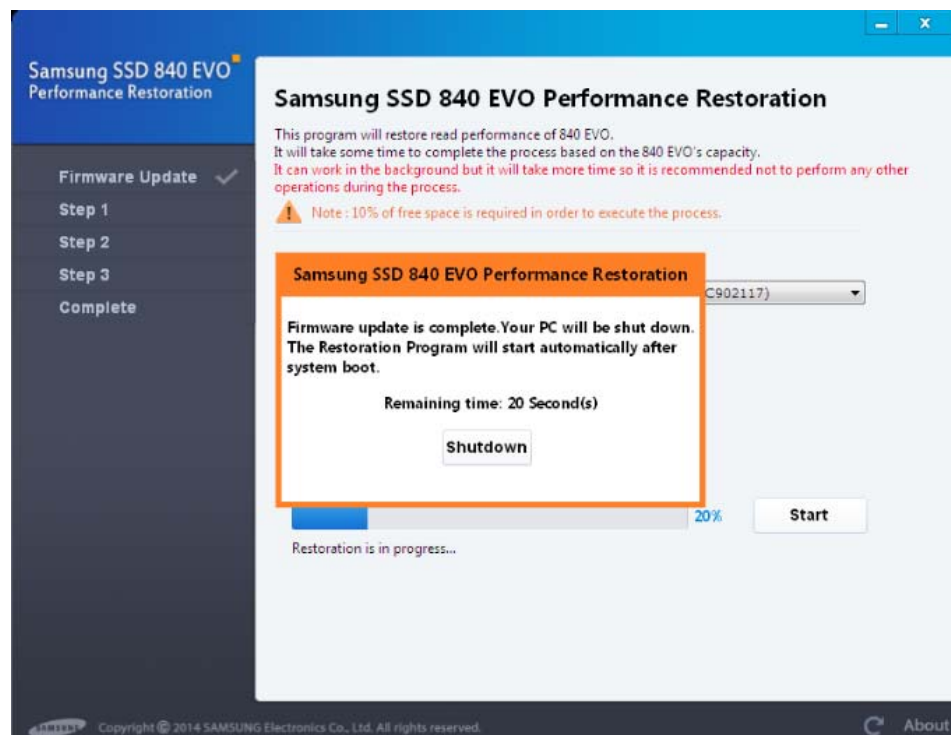 Samsung SSD 840 EVO
Performance Restoration
Firmware Update
Step 1
Step 2
Step 3
Complete
Samsung SSD 840 EVO Performance Restoration
This program will restore read performance of 840 EVO.
It will take some time to complete the process based on the 840 EVO's capacity.
It can work in the background but it will take more time so it is recommended not to perform any other
operations during the process.
Note : 10% of free space is required in order to execute the process.
C902117)
Samsung SSD 840 EVO Performance Restoration
Firmware update is complete.Your PC will be shut down.
The Restoration Program will start automatically after
system boot.
Remaining time: 20 Second(s)
Shutdown
20%
Start
Restoration is in progress...
SAMSUNG
Copyright © 2014 SAMSUNG Electronics Co., Ltd. All rights reserved.
About